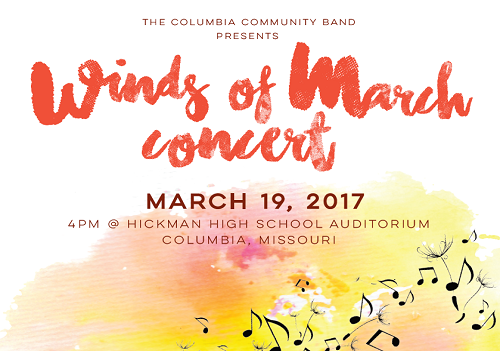 THE COLUMBIA COMMUNITY BAND
PRESENTS
Winds of March
concert
MARCH 19, 2017
4PM @ HICKMAN HIGH SCHOOL AUDITORIUM
COLUMBIA, MISSOURI